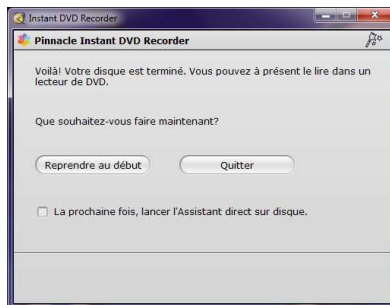 Instant DVD Recorder
Pinnacle Instant DVD Recorder
Voilà! Votre disque est terminé. Vous pouvez à présent le lire dans un
lecteur de DVD.
Que souhaitez-vous faire maintenant?
Reprendre au début
Quitter
La prochaine fois, lancer l'Assistant direct sur disque.